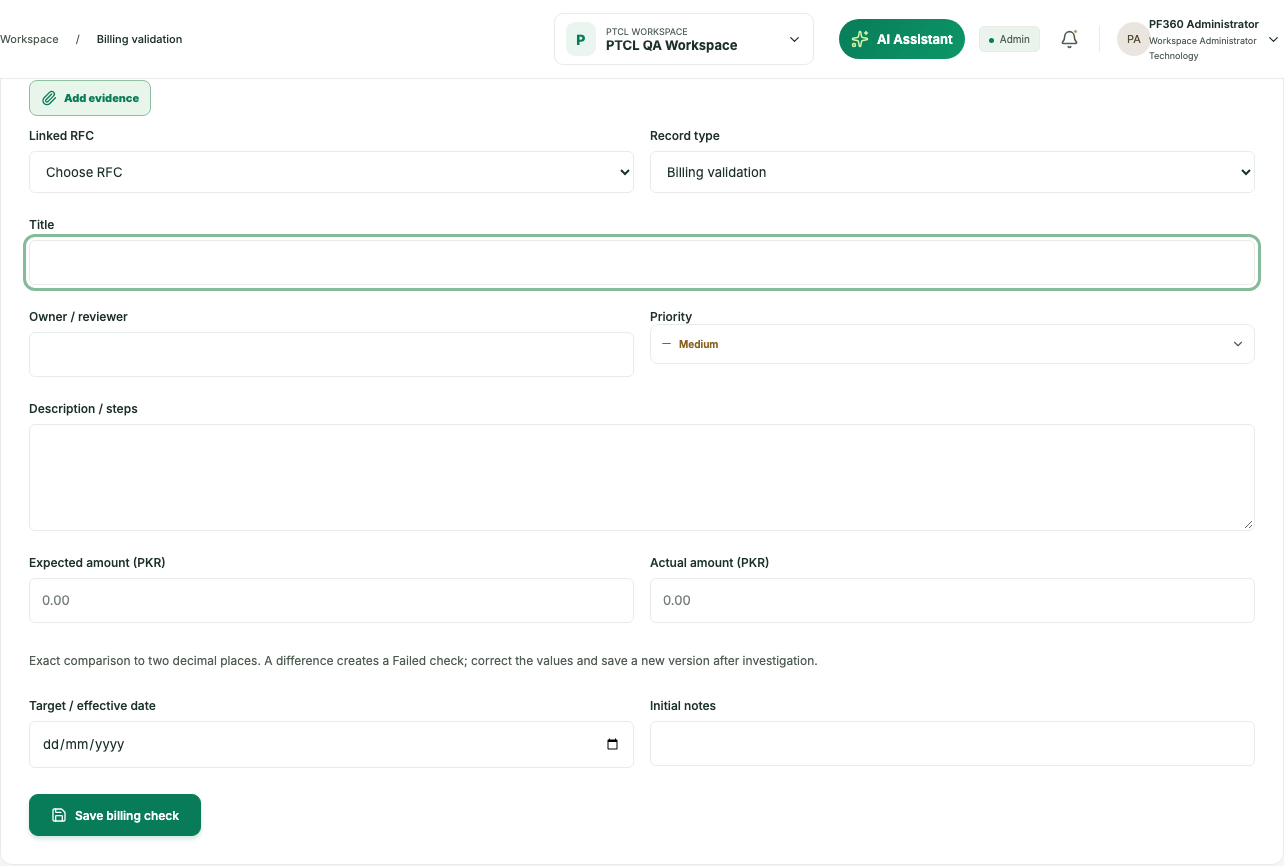 Workspace / Billing validation
P
PTCL WORKSPACE
PTCL QA Workspace
AI Assistant
Admin
PA
PF360 Administrator
Workspace Administrator
Technology
Add evidence
Linked RFC
Choose RFC
Record type
Billing validation
Title
Owner / reviewer
Priority
Medium
Description / steps
Expected amount (PKR)
0.00
Actual amount (PKR)
0.00
Exact comparison to two decimal places. A difference creates a Failed check; correct the values and save a new version after investigation.
Target / effective date
dd/mm/yyyy
Initial notes
Save billing check